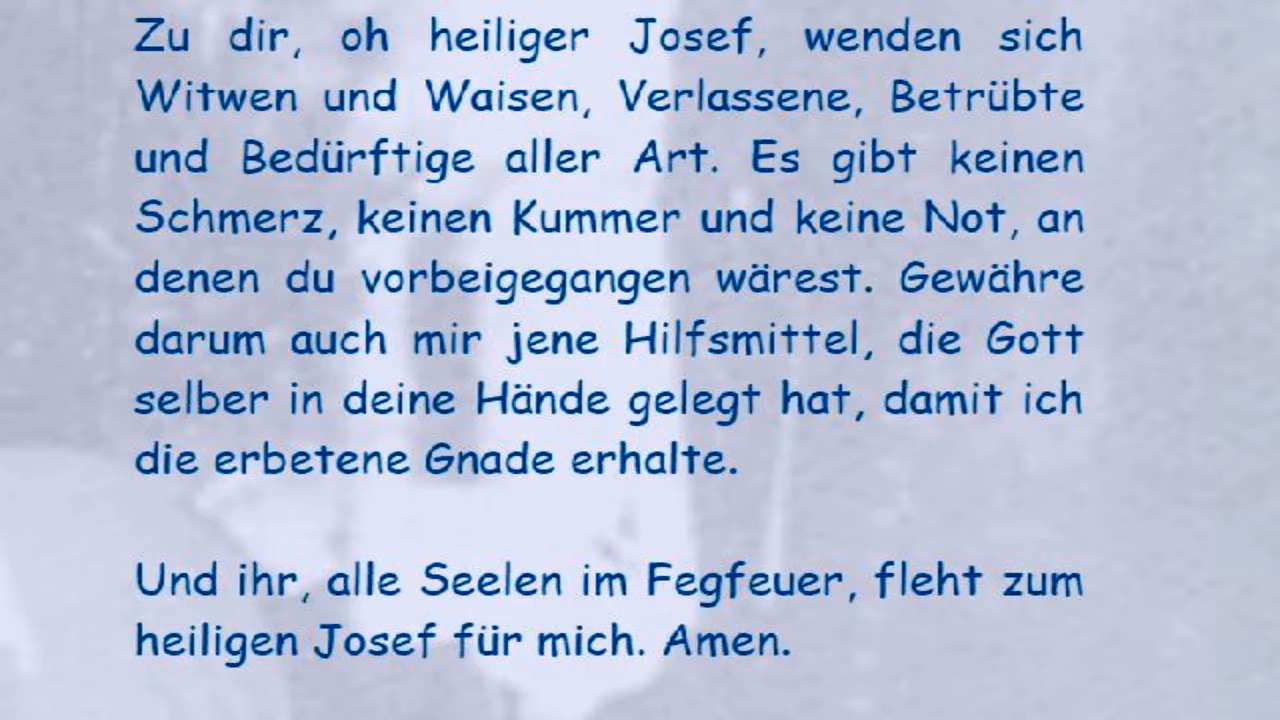 Zu dir, oh heiliger Josef, wenden sich
Witwen und Waisen, Verlassene, Betrübte
und Bedürftige aller Art. Es gibt keinen
Schmerz, keinen Kummer und keine Not, an
denen du vorbeigegangen wärest. Gewähre
darum auch mir jene Hilfsmittel, die Gott
selber in deine Hände gelegt hat, damit ich
die erbetene Gnade erhalte.
Und ihr, alle Seelen im Fegfeuer, fleht zum
heiligen Josef für mich. Amen.